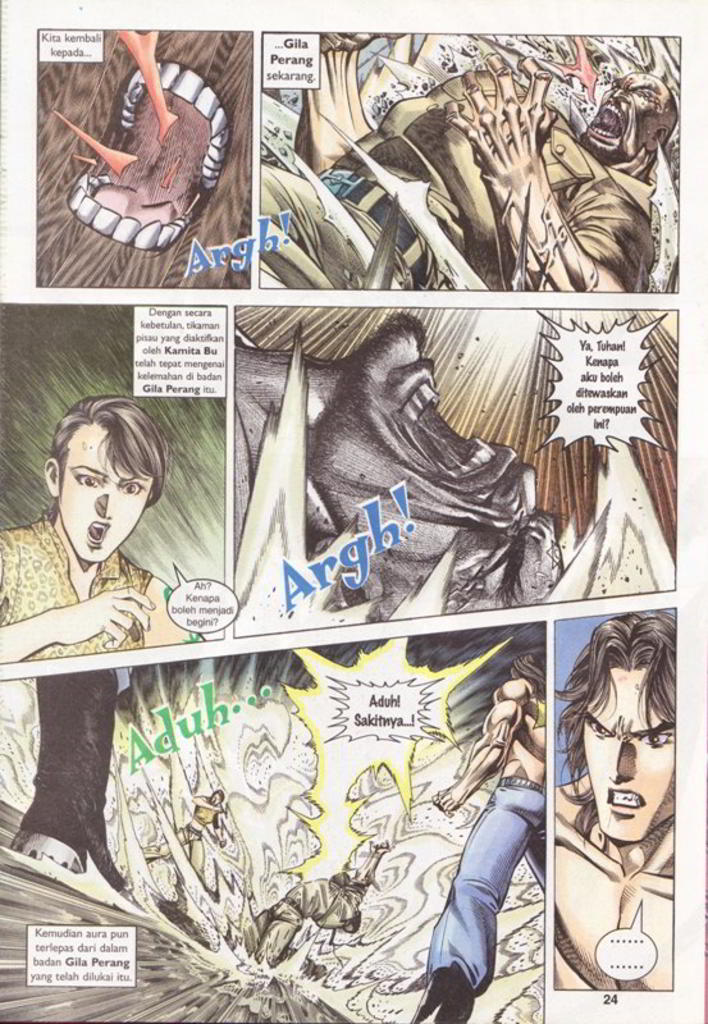 Kita kembali
kepada...
Argh!
...Gila
Perang
sekarang.
Dengan secara
kebetulan, tikaman
pisau yang diaktifkan
oleh Kamita Bu
telah tepat mengenai
kelemahan di badan
Gila Perang itu.
Ah?
Kenapa
boleh menjadi
begini?
Argh!
Ya, Tuhan!
Kenapa
aku boleh
ditewaskan
oleh perempuan
ini?
Aduh...
Aduh!
Sakitnya...!
Kemudian aura pun
terlepas dari dalam
badan Gila Perang
yang telah dilukai itu.
......
......
24